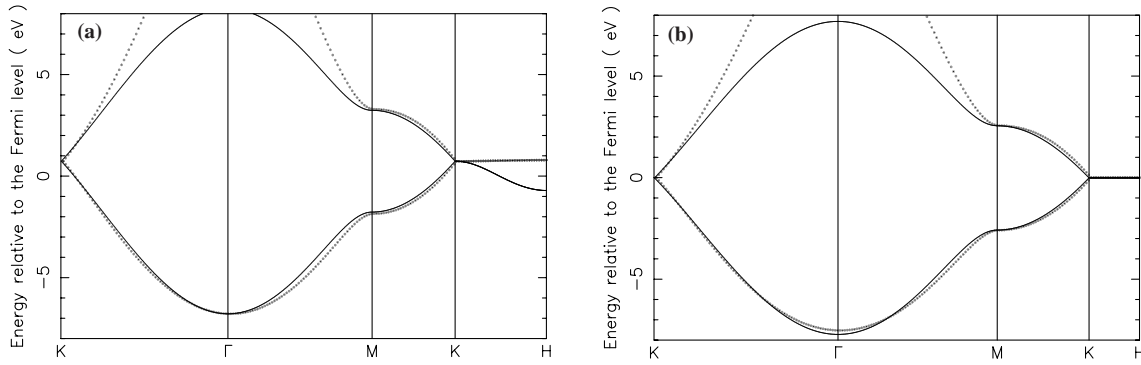 (a)
Energy relative to the Fermi level ( eV )
5
0
−5
K Γ M K H
(b)
Energy relative to the Fermi level ( eV )
5
0
−5
K Γ M K H